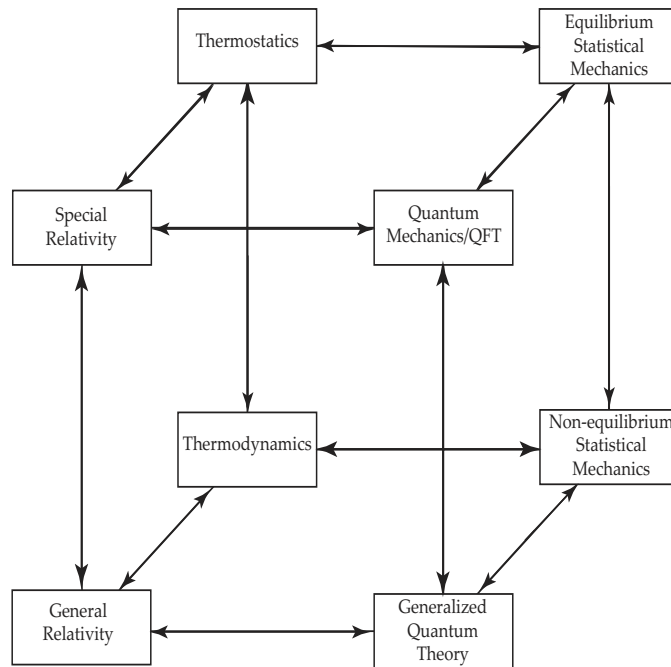 Thermostatics
Equilibrium
Statistical
Mechanics
Special
Relativity
Quantum
Mechanics/QFT
Thermodynamics
Non-equilibrium
Statistical
Mechanics
General
Relativity
Generalized
Quantum
Theory